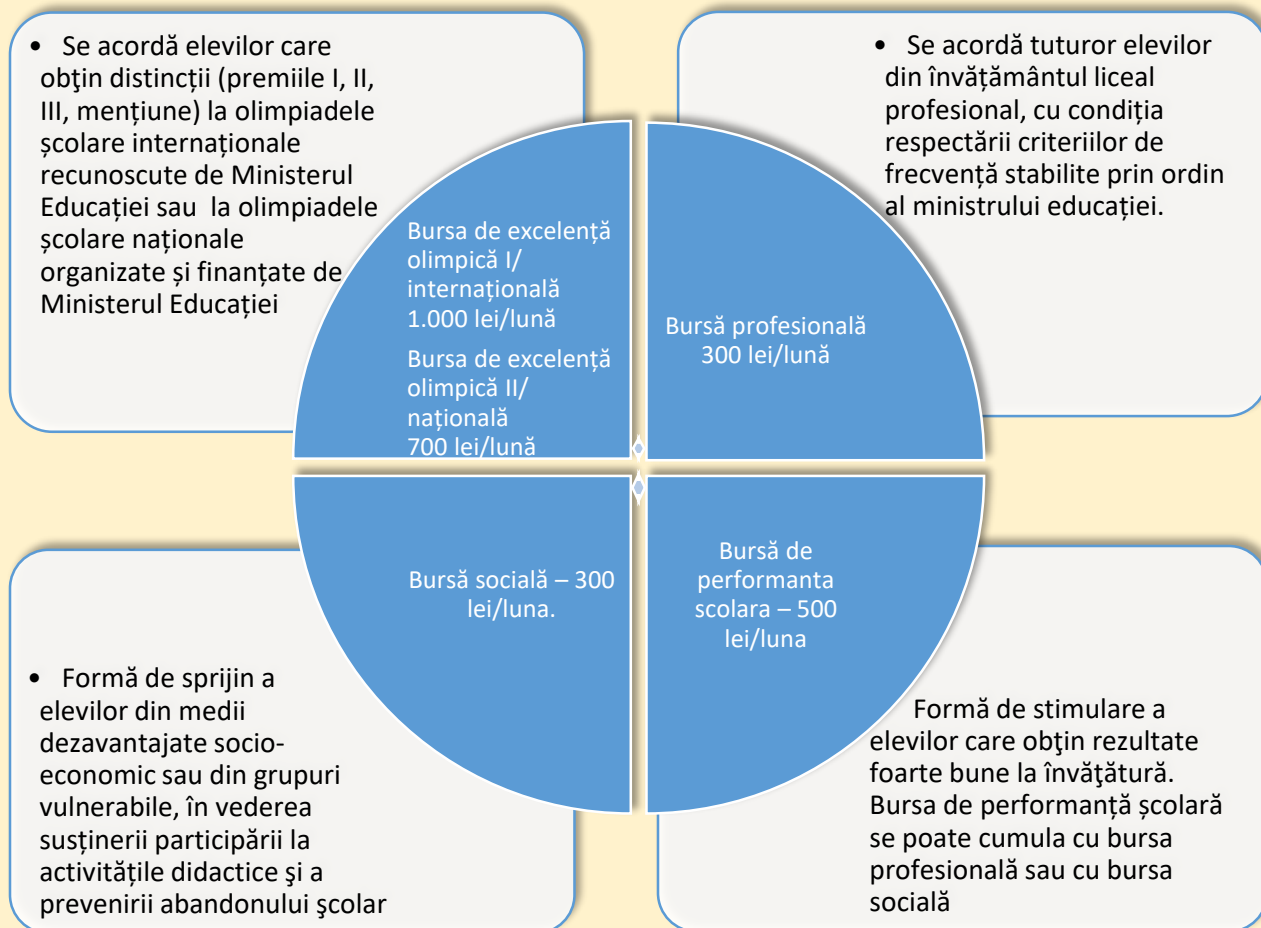 • Se acordă elevilor care
obţin distincții (premiile I, II,
III, mențiune) la olimpiadele
școlare internaționale
recunoscute de Ministerul
Educației sau la olimpiadele
școlare naționale
organizate și finanțate de
Ministerul Educației
• Se acordă tuturor elevilor
din învățământul liceal
profesional, cu condiția
respectării criteriilor de
frecvență stabilite prin ordin
al ministrului educației.
Bursa de excelență
olimpică I/
internațională
1.000 lei/lună
Bursa de excelență
olimpică II/
națională
700 lei/lună
Bursă profesională
300 lei/lună
Bursă socială – 300
lei/luna.
Bursă de
performanta
scolara – 500
lei/luna
• Formă de sprijin a
elevilor din medii
dezavantajate socio-
economic sau din grupuri
vulnerabile, în vederea
susținerii participării la
activitățile didactice şi a
prevenirii abandonului şcolar
Formă de stimulare a
elevilor care obţin rezultate
foarte bune la învăţătură.
Bursa de performanță școlară
se poate cumula cu bursa
profesională sau cu bursa
socială